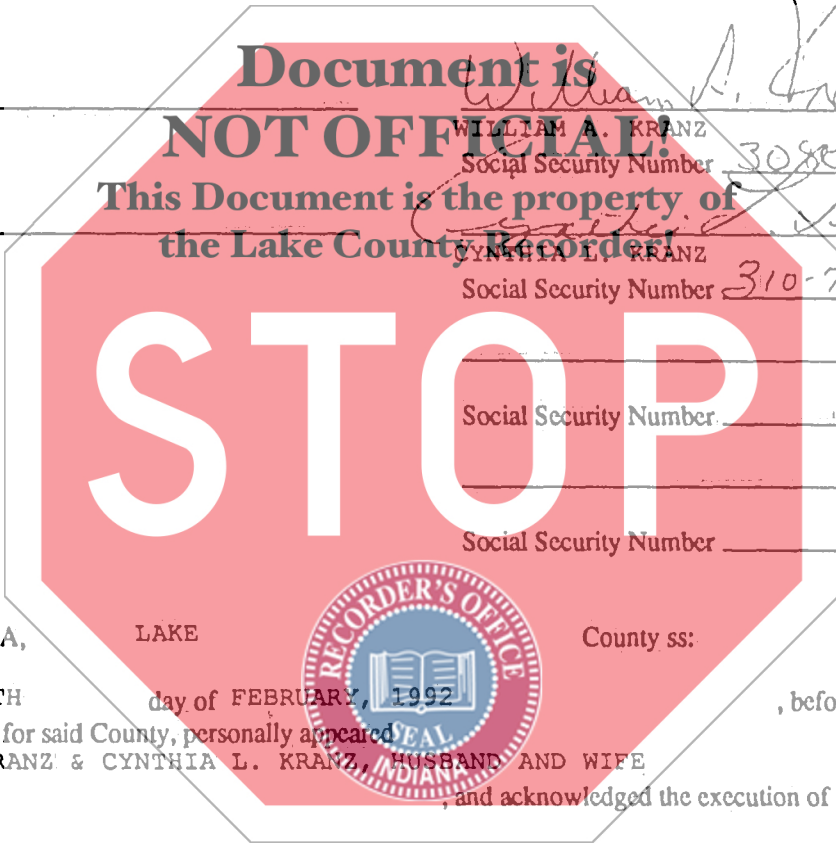 Document is
NOT OFFICIAL!
WILLIAM A. KRANZ
Social Security Number
This Document is the property of
the Lake County Recorder!
CYNTHIA L. KRANZ
Social Security Number 310-
STOP
Social Security Number
Social Security Number
RECORDER'S OFFICE
SEAL
INDIANA
A, LAKE County ss:
TH day of FEBRUARY, 1992 , befo
for said County, personally appeared
RANZ & CYNTHIA L. KRANZ, HUSBAND AND WIFE
, and acknowledged the execution of